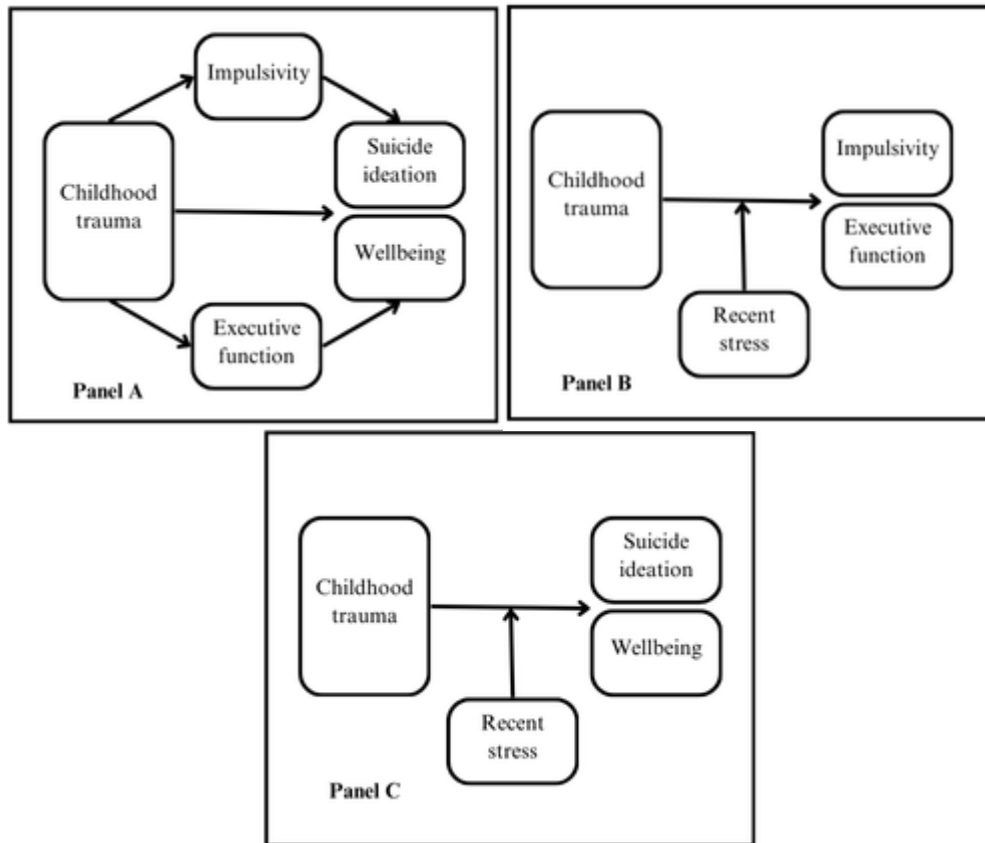 Impulsivity
Suicide
ideation
Childhood
trauma
Wellbeing
Executive
function
Panel A
Impulsivity
Childhood
trauma
Executive
function
Recent
stress
Panel B
Suicide
ideation
Childhood
trauma
Wellbeing
Recent
stress
Panel C